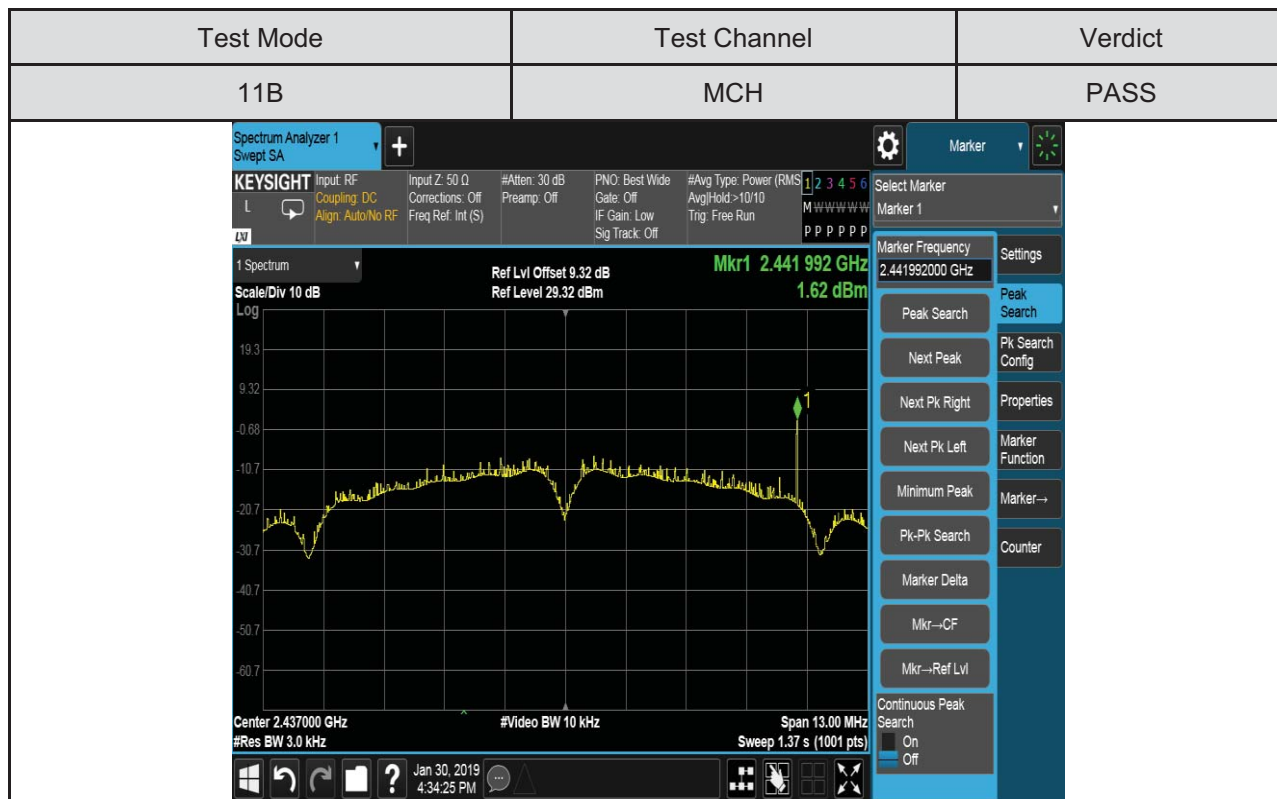 Test Mode Test Channel Verdict
11B MCH PASS
Spectrum Analyzer 1
Swept SA
+
Marker
KEYSIGHT Input: RF Input Z: 50 Ω #Atten: 30 dB PNO: Best Wide #Avg Type: Power (RMS 1 2 3 4 5 6
L Coupling: DC Corrections: Off Preamp: Off Gate: Off Avg|Hold:>10/10 M W W W W W
Align: Auto/No RF Freq Ref: Int (S) IF Gain: Low Trig: Free Run
LXI Sig Track: Off P P P P P P
Select Marker
Marker 1
1 Spectrum Ref Lvl Offset 9.32 dB Mkr1 2.441 992 GHz
Scale/Div 10 dB Ref Level 29.32 dBm 1.62 dBm
Log
19.3
9.32
1
-0.68
-10.7
-20.7
-30.7
-40.7
-50.7
-60.7
Center 2.437000 GHz #Video BW 10 kHz Span 13.00 MHz
#Res BW 3.0 kHz Sweep 1.37 s (1001 pts)
Marker Frequency
2.441992000 GHz
Peak Search
Next Peak
Next Pk Right
Next Pk Left
Minimum Peak
Pk-Pk Search
Marker Delta
Mkr→CF
Mkr→Ref Lvl
Continuous Peak
Search
On
Off
Settings
Peak
Search
Pk Search
Config
Properties
Marker
Function
Marker→
Counter
? Jan 30, 2019
4:34:25 PM